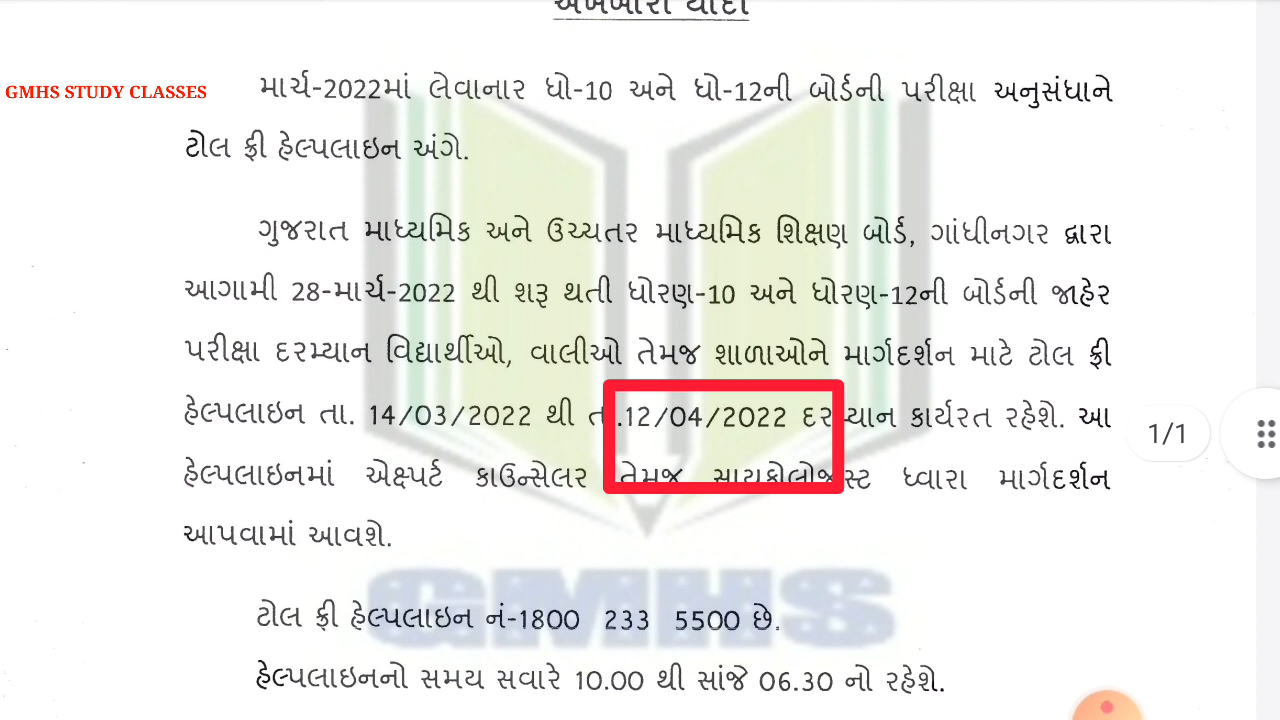 અખબારી યાદી
GMHS STUDY CLASSES
માર્ચ-2022માં લેવાનાર ધો-10 અને ધો-12ની બોર્ડની પરીક્ષા અનુસંધાને
ટોલ ફ્રી હેલ્પલાઇન અંગે.
ગુજરાત માધ્યમિક અને ઉચ્ચતર માધ્યમિક શિક્ષણ બોર્ડ, ગાંધીનગર દ્વારા
આગામી 28-માર્ચ-2022 થી શરૂ થતી ધોરણ-10 અને ધોરણ-12ની બોર્ડની જાહેર
પરીક્ષા દરમ્યાન વિદ્યાર્થીઓ, વાલીઓ તેમજ શાળાઓને માર્ગદર્શન માટે ટોલ ફ્રી
હેલ્પલાઇન તા. 14/03/2022 થી તા.12/04/2022 દરમ્યાન કાર્યરત રહેશે. આ
હેલ્પલાઇનમાં એક્ષ્પર્ટ કાઉન્સેલર તેમજ સાયકોલોજીસ્ટ ધ્વારા માર્ગદર્શન
આપવામાં આવશે.
1/1
GMHS
ટોલ ફ્રી હેલ્પલાઇન નં-1800 233 5500 છે.
હેલ્પલાઇનનો સમય સવારે 10.00 થી સાંજે 06.30 નો રહેશે.